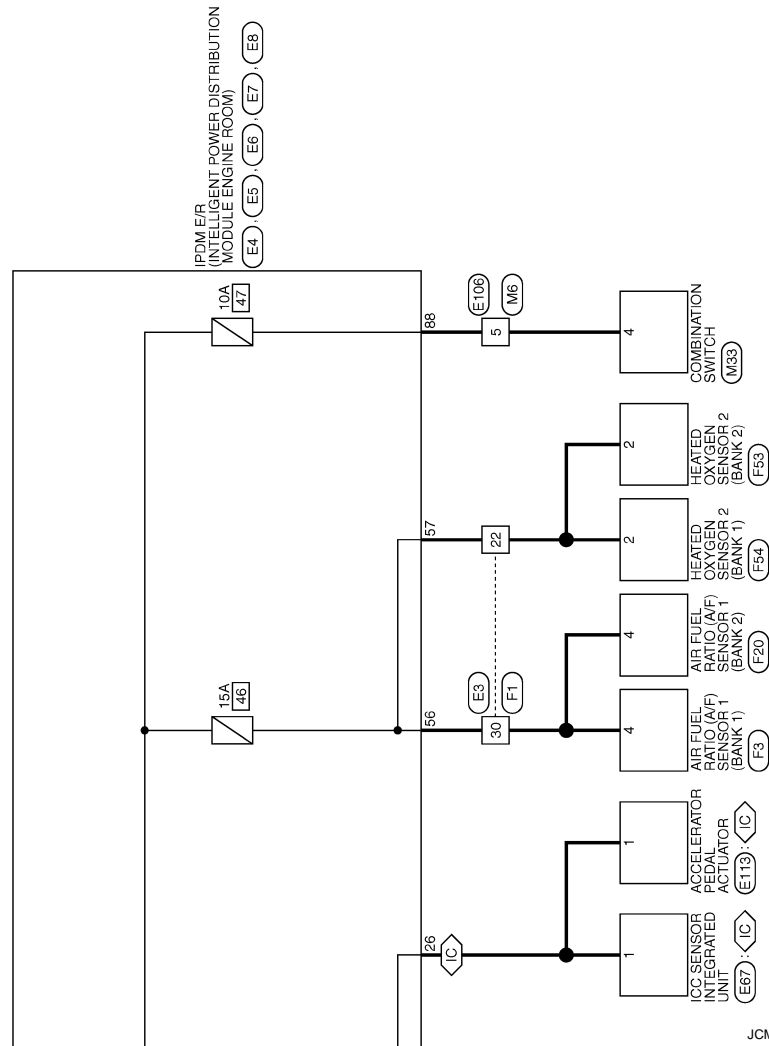 IPDM E/R
(INTELLIGENT POWER DISTRIBUTION
MODULE ENGINE ROOM)
E4 , E5 , E6 , E7 , E8
10A
47
88
E106
5
M6
4
COMBINATION
SWITCH
M33
57
22
2
HEATED
OXYGEN
SENSOR 2
(BANK 2)
F53
2
HEATED
OXYGEN
SENSOR 2
(BANK 1)
F54
15A
46
56
E3
30
F1
4
AIR FUEL
RATIO (A/F)
SENSOR 1
(BANK 2)
F20
4
AIR FUEL
RATIO (A/F)
SENSOR 1
(BANK 1)
F3
26
IC
1
ACCELERATOR
PEDAL
ACTUATOR
E113 : IC
1
ICC SENSOR
INTEGRATED
UNIT
E67 : IC
JCM